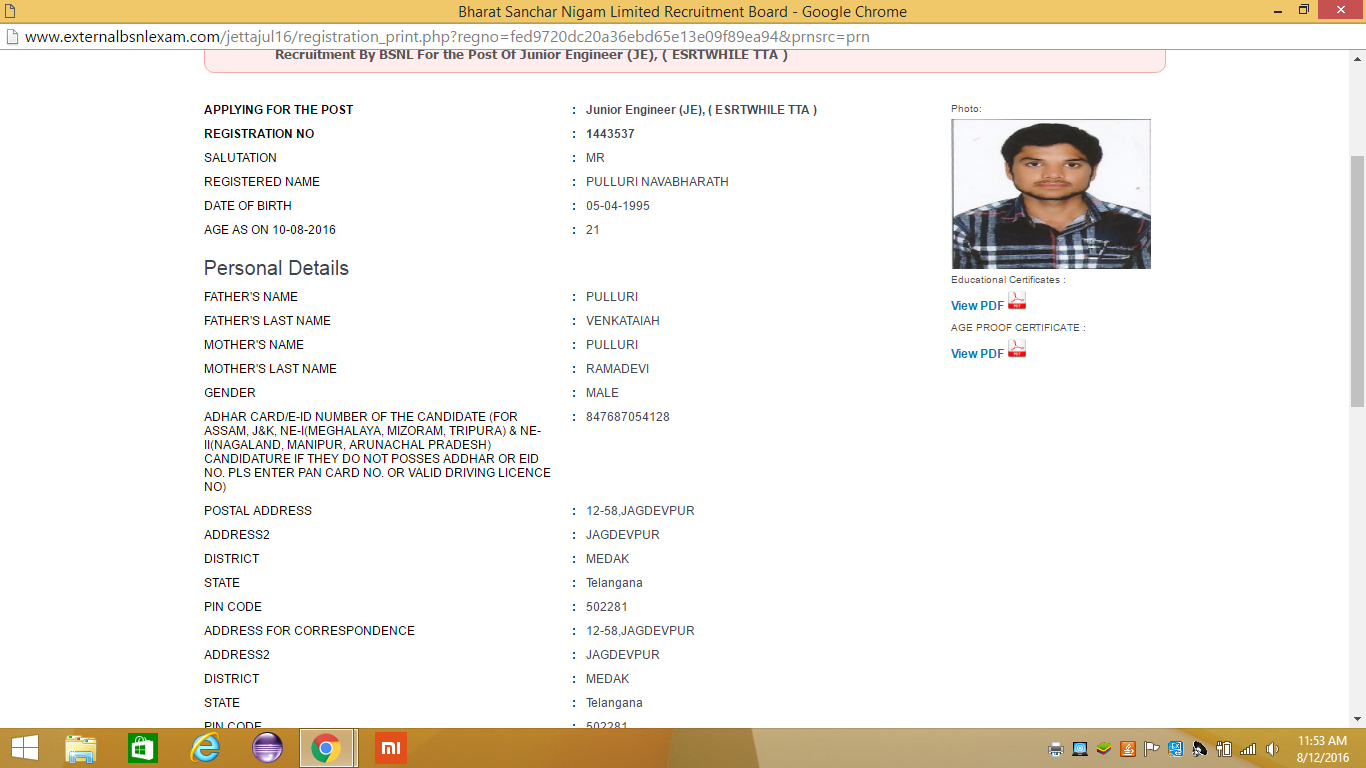 Bharat Sanchar Nigam Limited Recruitment Board - Google Chrome
www.externalbsnlexam.com/jettajul16/registration_print.php?regno=fed9720dc20a36ebd65e13e09f89ea94&prnsrc=prn
Recruitment By BSNL For the Post Of Junior Engineer (JE), ( ESRTWHILE TTA )
APPLYING FOR THE POST : Junior Engineer (JE), ( ESRTWHILE TTA )
REGISTRATION NO : 1443537
SALUTATION : MR
REGISTERED NAME : PULLURI NAVABHARATH
DATE OF BIRTH : 05-04-1995
AGE AS ON 10-08-2016 : 21
Photo:
Educational Certificates :
View PDF
AGE PROOF CERTIFICATE :
View PDF
Personal Details
FATHER'S NAME : PULLURI
FATHER'S LAST NAME : VENKATAIAH
MOTHER'S NAME : PULLURI
MOTHER'S LAST NAME : RAMADEVI
GENDER : MALE
ADHAR CARD/E-ID NUMBER OF THE CANDIDATE (FOR : 847687054128
ASSAM, J&K, NE-I(MEGHALAYA, MIZORAM, TRIPURA) & NE-
II(NAGALAND, MANIPUR, ARUNACHAL PRADESH)
CANDIDATURE IF THEY DO NOT POSSES ADDHAR OR EID
NO. PLS ENTER PAN CARD NO. OR VALID DRIVING LICENCE
NO)
POSTAL ADDRESS : 12-58,JAGDEVPUR
ADDRESS2 : JAGDEVPUR
DISTRICT : MEDAK
STATE : Telangana
PIN CODE : 502281
ADDRESS FOR CORRESPONDENCE : 12-58,JAGDEVPUR
ADDRESS2 : JAGDEVPUR
DISTRICT : MEDAK
STATE : Telangana
PIN CODE : 502281
mi
11:53 AM
8/12/2016